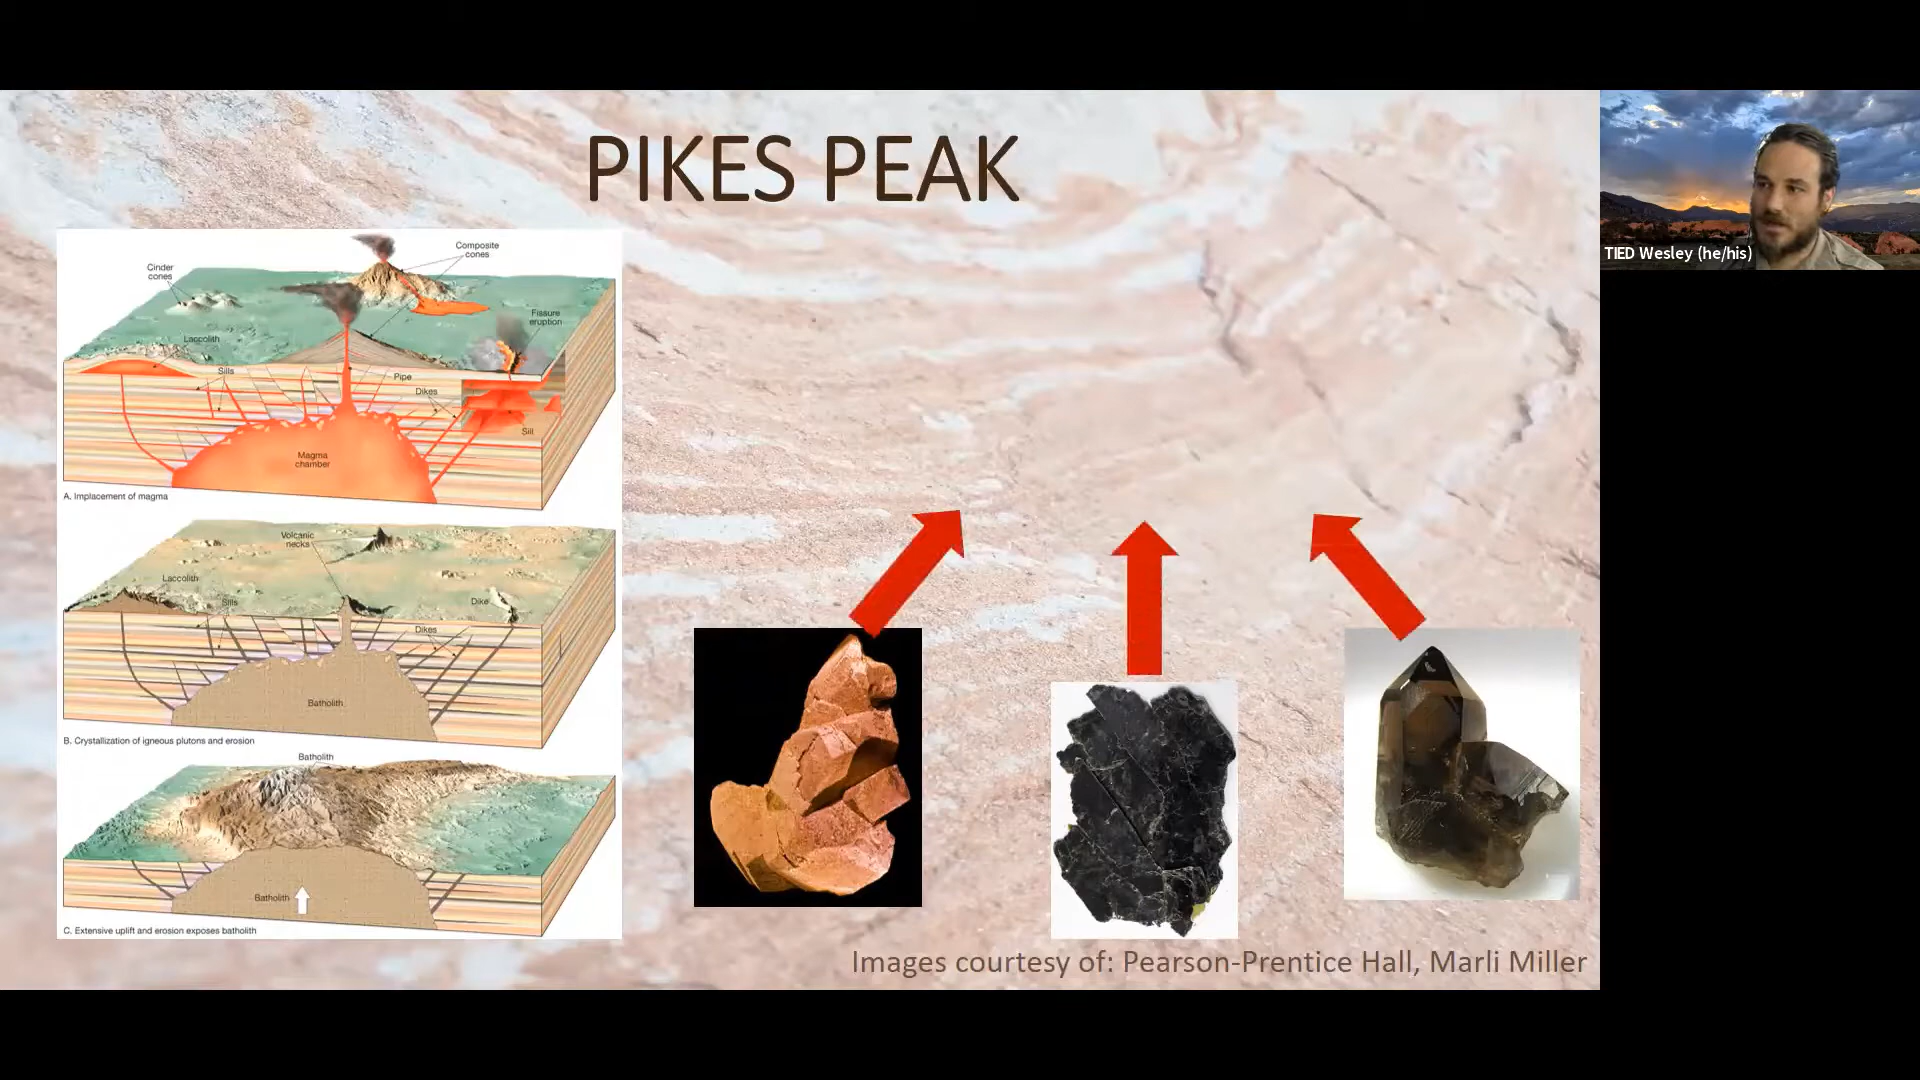 PIKES PEAK
TIED Wesley (he/his)
Composite
cones
Cinder
cones
Fissure
eruption
Laccolith
Sills
Pipe
Dikes
Sill
Magma
chamber
A. Implacement of magma
Volcanic
necks
Laccolith
Sills
Dike
Dikes
Batholith
B. Crystallization of igneous plutons and erosion
Batholith
Batholith
C. Extensive uplift and erosion exposes batholith
Images courtesy of: Pearson-Prentice Hall, Marli Miller